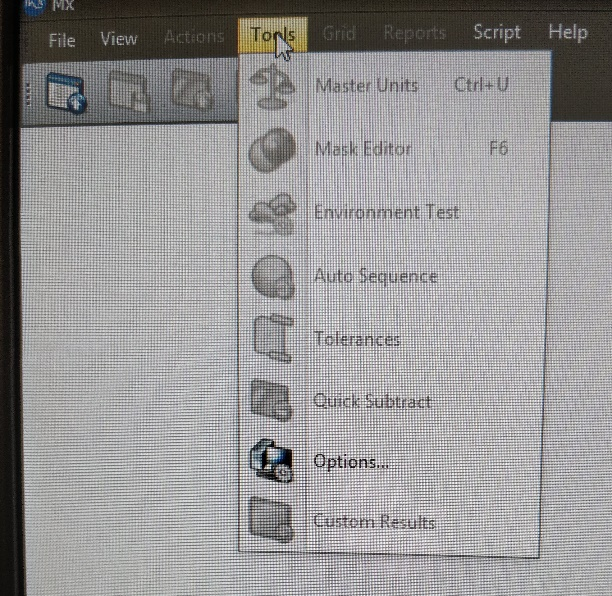 Mx
File View Actions Tools Grid Reports Script Help
Master Units Ctrl+U
Mask Editor F6
Environment Test
Auto Sequence
Tolerances
Quick Subtract
Options...
Custom Results